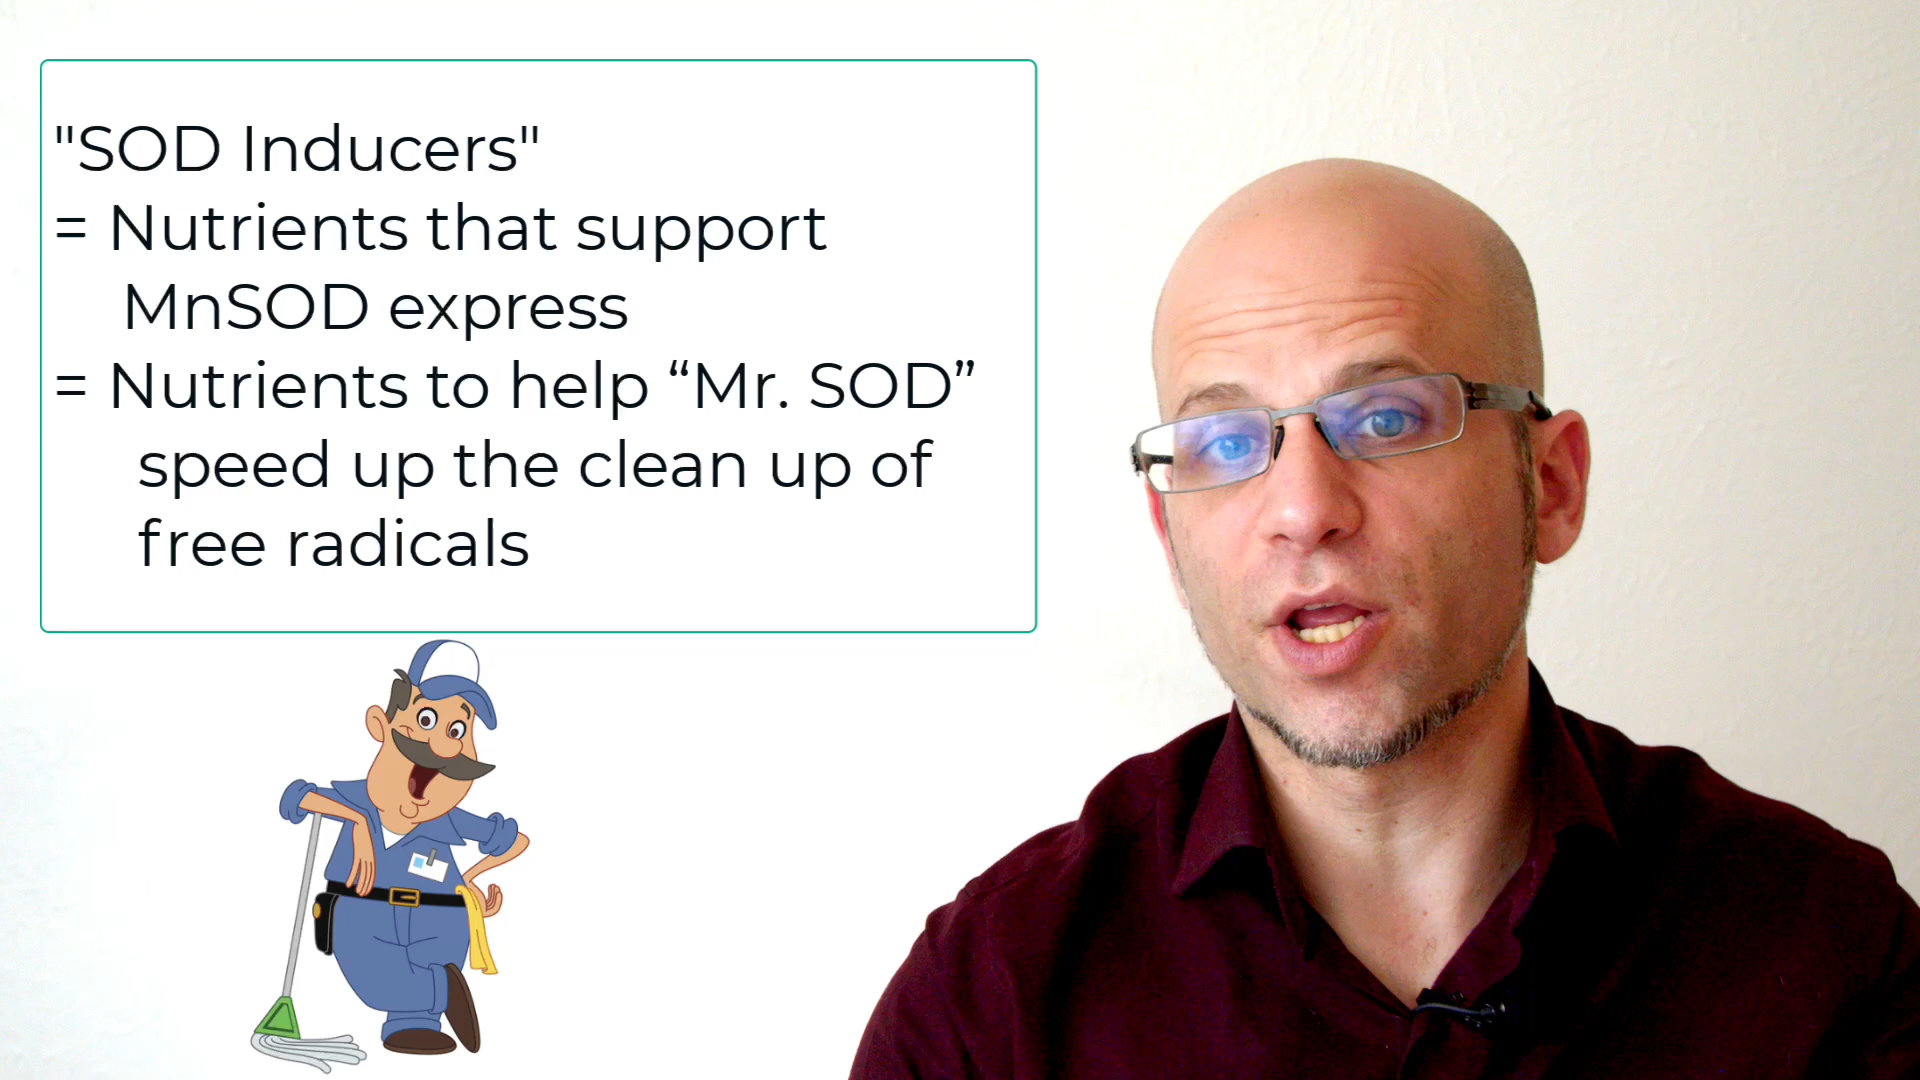 "SOD Inducers"
= Nutrients that support
MnSOD express
= Nutrients to help “Mr. SOD”
speed up the clean up of
free radicals